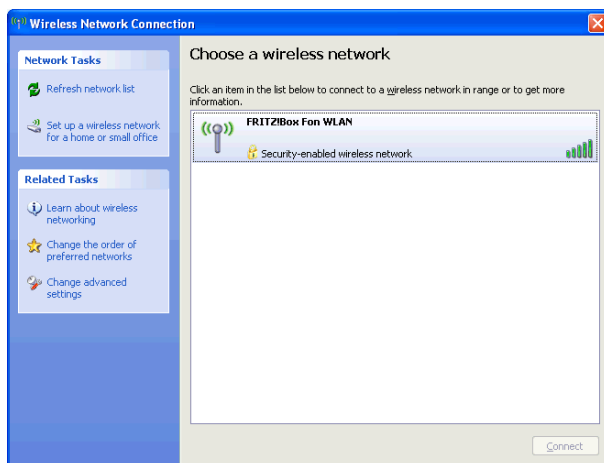 Wireless Network Connection
Network Tasks
Refresh network list
Set up a wireless network
for a home or small office
Related Tasks
Learn about wireless
networking
Change the order of
preferred networks
Change advanced
settings
Choose a wireless network
Click an item in the list below to connect to a wireless network in range or to get more
information.
FRITZ!Box Fon WLAN
Security-enabled wireless network
Connect